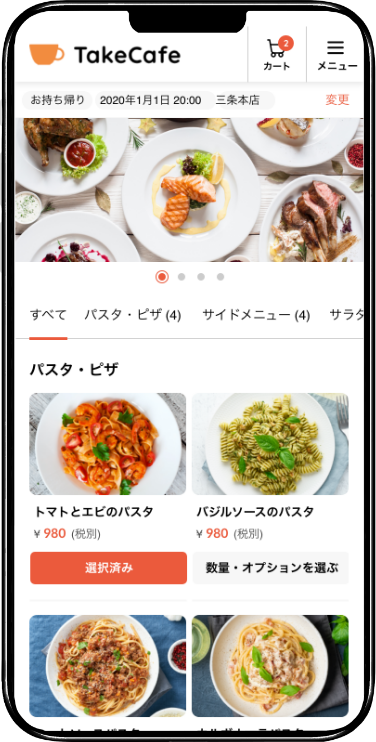 TakeCafe
2
カート
メニュー
お持ち帰り 2020年1月1日 20:00 三条本店 変更
すべて パスタ・ピザ (4) サイドメニュー (4) サラダ
パスタ・ピザ
トマトとエビのパスタ バジルソースのパスタ
¥ 980 (税別) ¥ 980 (税別)
選択済み 数量・オプションを選ぶ